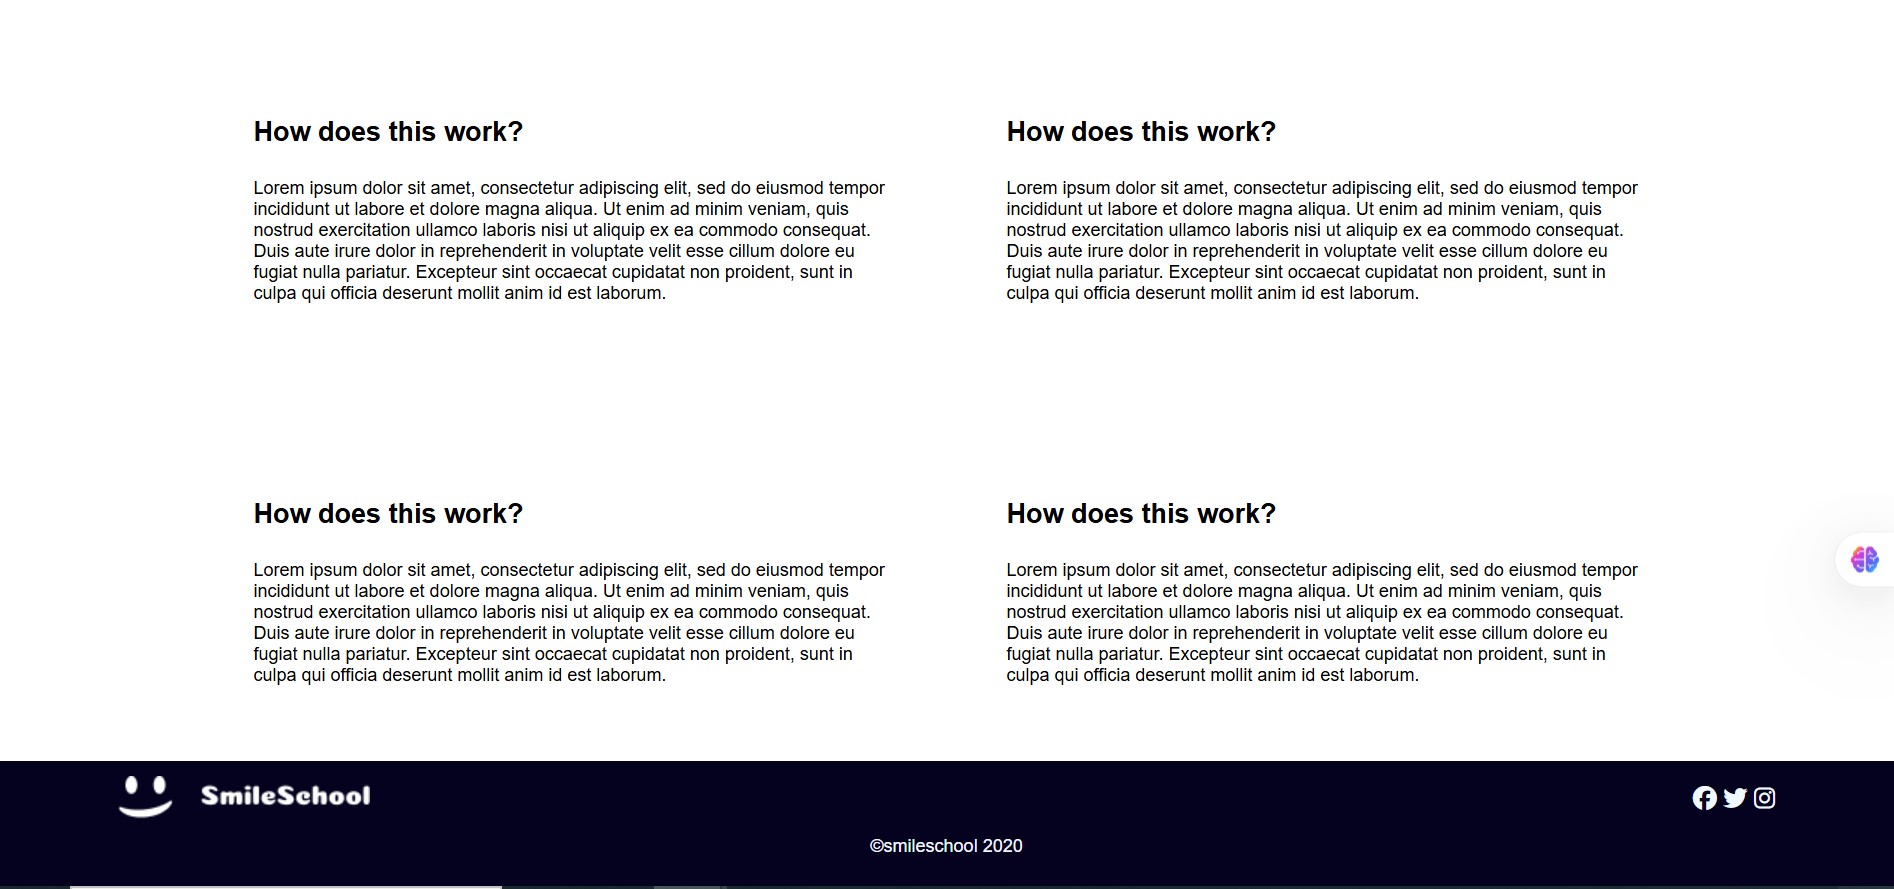 How does this work?
Lorem ipsum dolor sit amet, consectetur adipiscing elit, sed do eiusmod tempor
incididunt ut labore et dolore magna aliqua. Ut enim ad minim veniam, quis
nostrud exercitation ullamco laboris nisi ut aliquip ex ea commodo consequat.
Duis aute irure dolor in reprehenderit in voluptate velit esse cillum dolore eu
fugiat nulla pariatur. Excepteur sint occaecat cupidatat non proident, sunt in
culpa qui officia deserunt mollit anim id est laborum.
How does this work?
Lorem ipsum dolor sit amet, consectetur adipiscing elit, sed do eiusmod tempor
incididunt ut labore et dolore magna aliqua. Ut enim ad minim veniam, quis
nostrud exercitation ullamco laboris nisi ut aliquip ex ea commodo consequat.
Duis aute irure dolor in reprehenderit in voluptate velit esse cillum dolore eu
fugiat nulla pariatur. Excepteur sint occaecat cupidatat non proident, sunt in
culpa qui officia deserunt mollit anim id est laborum.
How does this work?
Lorem ipsum dolor sit amet, consectetur adipiscing elit, sed do eiusmod tempor
incididunt ut labore et dolore magna aliqua. Ut enim ad minim veniam, quis
nostrud exercitation ullamco laboris nisi ut aliquip ex ea commodo consequat.
Duis aute irure dolor in reprehenderit in voluptate velit esse cillum dolore eu
fugiat nulla pariatur. Excepteur sint occaecat cupidatat non proident, sunt in
culpa qui officia deserunt mollit anim id est laborum.
How does this work?
Lorem ipsum dolor sit amet, consectetur adipiscing elit, sed do eiusmod tempor
incididunt ut labore et dolore magna aliqua. Ut enim ad minim veniam, quis
nostrud exercitation ullamco laboris nisi ut aliquip ex ea commodo consequat.
Duis aute irure dolor in reprehenderit in voluptate velit esse cillum dolore eu
fugiat nulla pariatur. Excepteur sint occaecat cupidatat non proident, sunt in
culpa qui officia deserunt mollit anim id est laborum.
SmileSchool
©smileschool 2020